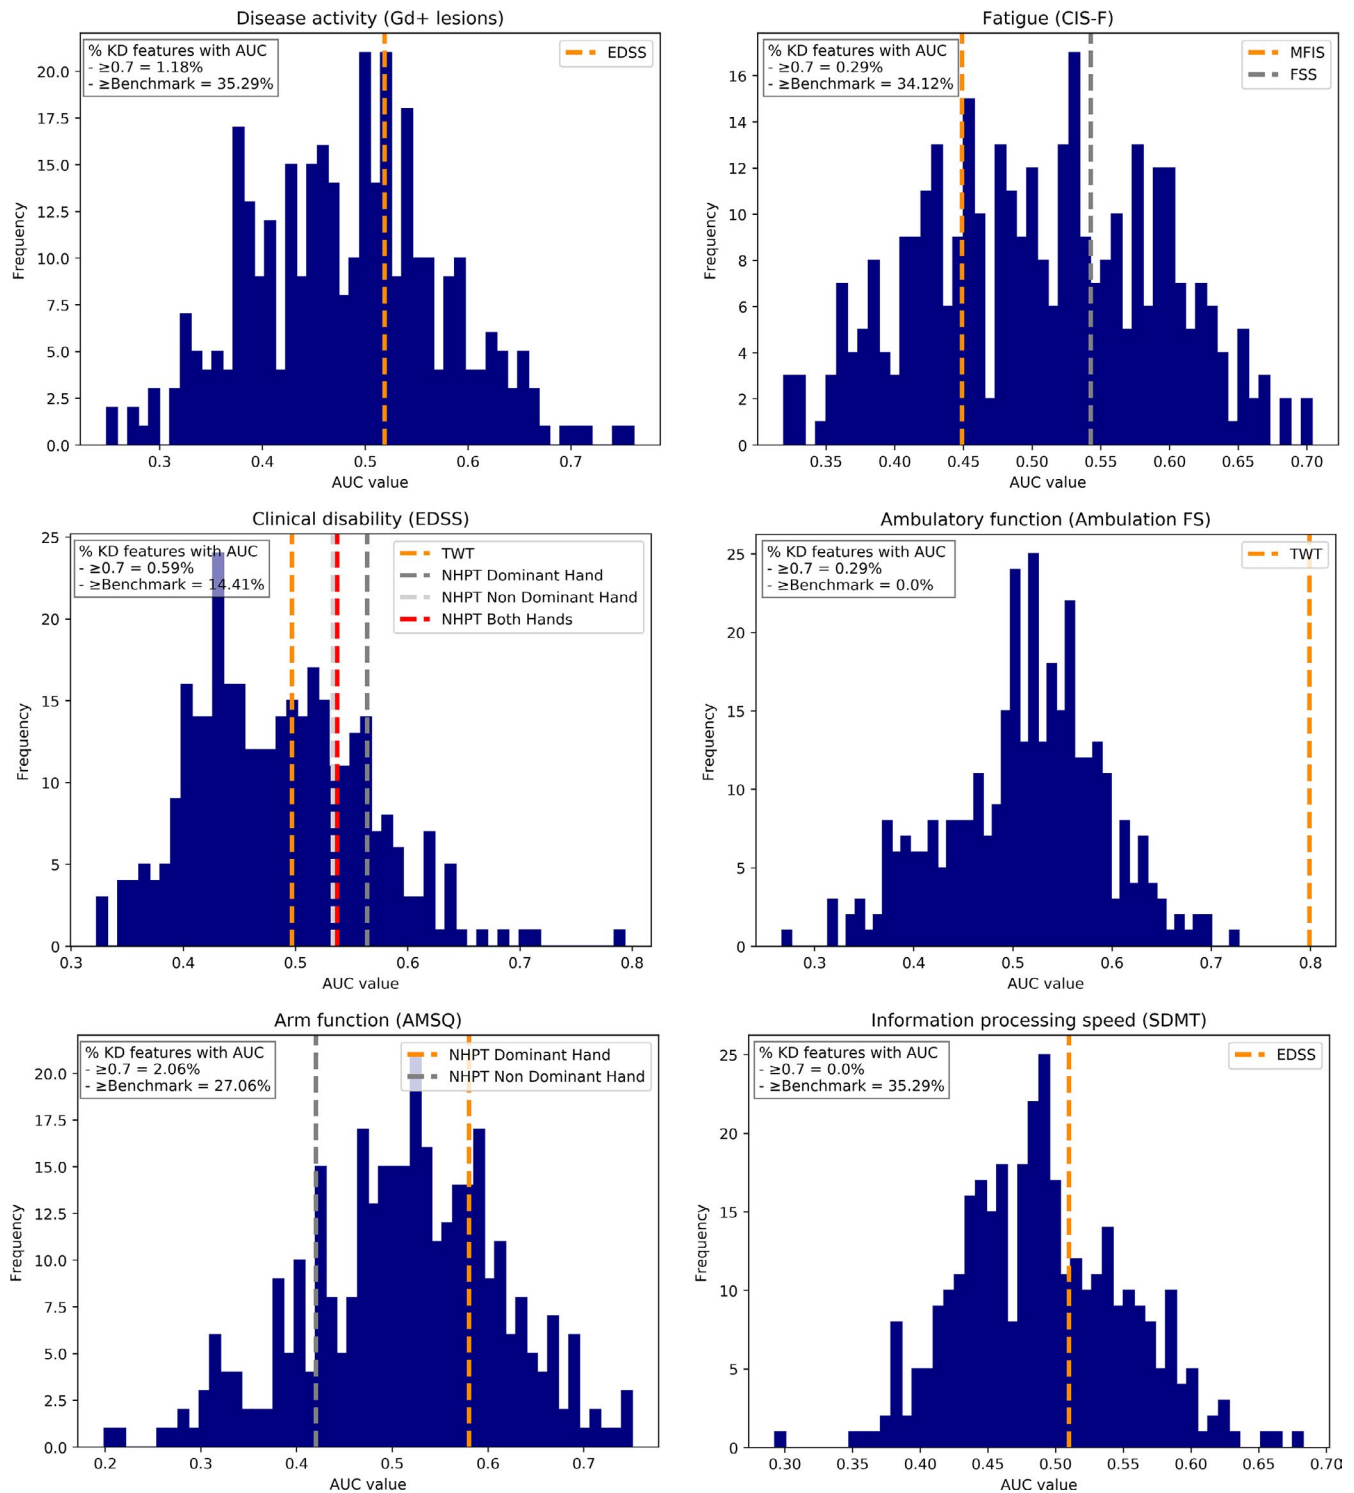 Disease activity (Gd+ lesions)
% KD features with AUC
- ≥0.7 = 1.18%
- ≥Benchmark = 35.29%
EDSS
Frequency
20.0
17.5
15.0
12.5
10.0
7.5
5.0
2.5
0.0
0.3 0.4 0.5 0.6 0.7
AUC value
Fatigue (CIS-F)
% KD features with AUC
- ≥0.7 = 0.29%
- ≥Benchmark = 34.12%
MFIS
FSS
Frequency
16
14
12
10
8
6
4
2
0
0.35 0.40 0.45 0.50 0.55 0.60 0.65 0.70
AUC value
Clinical disability (EDSS)
% KD features with AUC
- ≥0.7 = 0.59%
- ≥Benchmark = 14.41%
TWT
NHPT Dominant Hand
NHPT Non Dominant Hand
NHPT Both Hands
Frequency
25
20
15
10
5
0
0.3 0.4 0.5 0.6 0.7 0.8
AUC value
Ambulatory function (Ambulation FS)
% KD features with AUC
- ≥0.7 = 0.29%
- ≥Benchmark = 0.0%
TWT
Frequency
25
20
15
10
5
0
0.3 0.4 0.5 0.6 0.7 0.8
AUC value
Arm function (AMSQ)
% KD features with AUC
- ≥0.7 = 2.06%
- ≥Benchmark = 27.06%
NHPT Dominant Hand
NHPT Non Dominant Hand
Frequency
20.0
17.5
15.0
12.5
10.0
7.5
5.0
2.5
0.0
0.2 0.3 0.4 0.5 0.6 0.7
AUC value
Information processing speed (SDMT)
% KD features with AUC
- ≥0.7 = 0.0%
- ≥Benchmark = 35.29%
EDSS
Frequency
25
20
15
10
5
0
0.30 0.35 0.40 0.45 0.50 0.55 0.60 0.65 0.70
AUC value